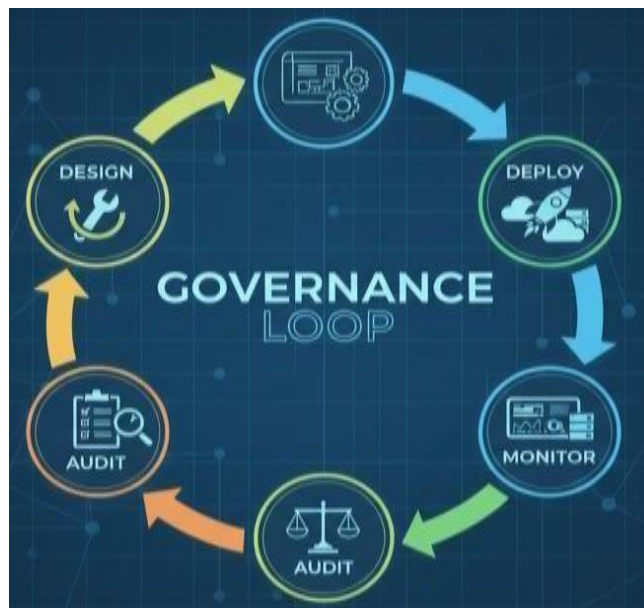 DESIGN
DEPLOY
GOVERNANCE
LOOP
AUDIT
MONITOR
AUDIT